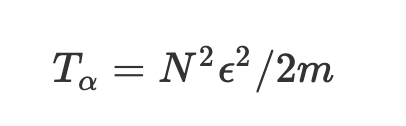 T_α = N²ϵ²/2m